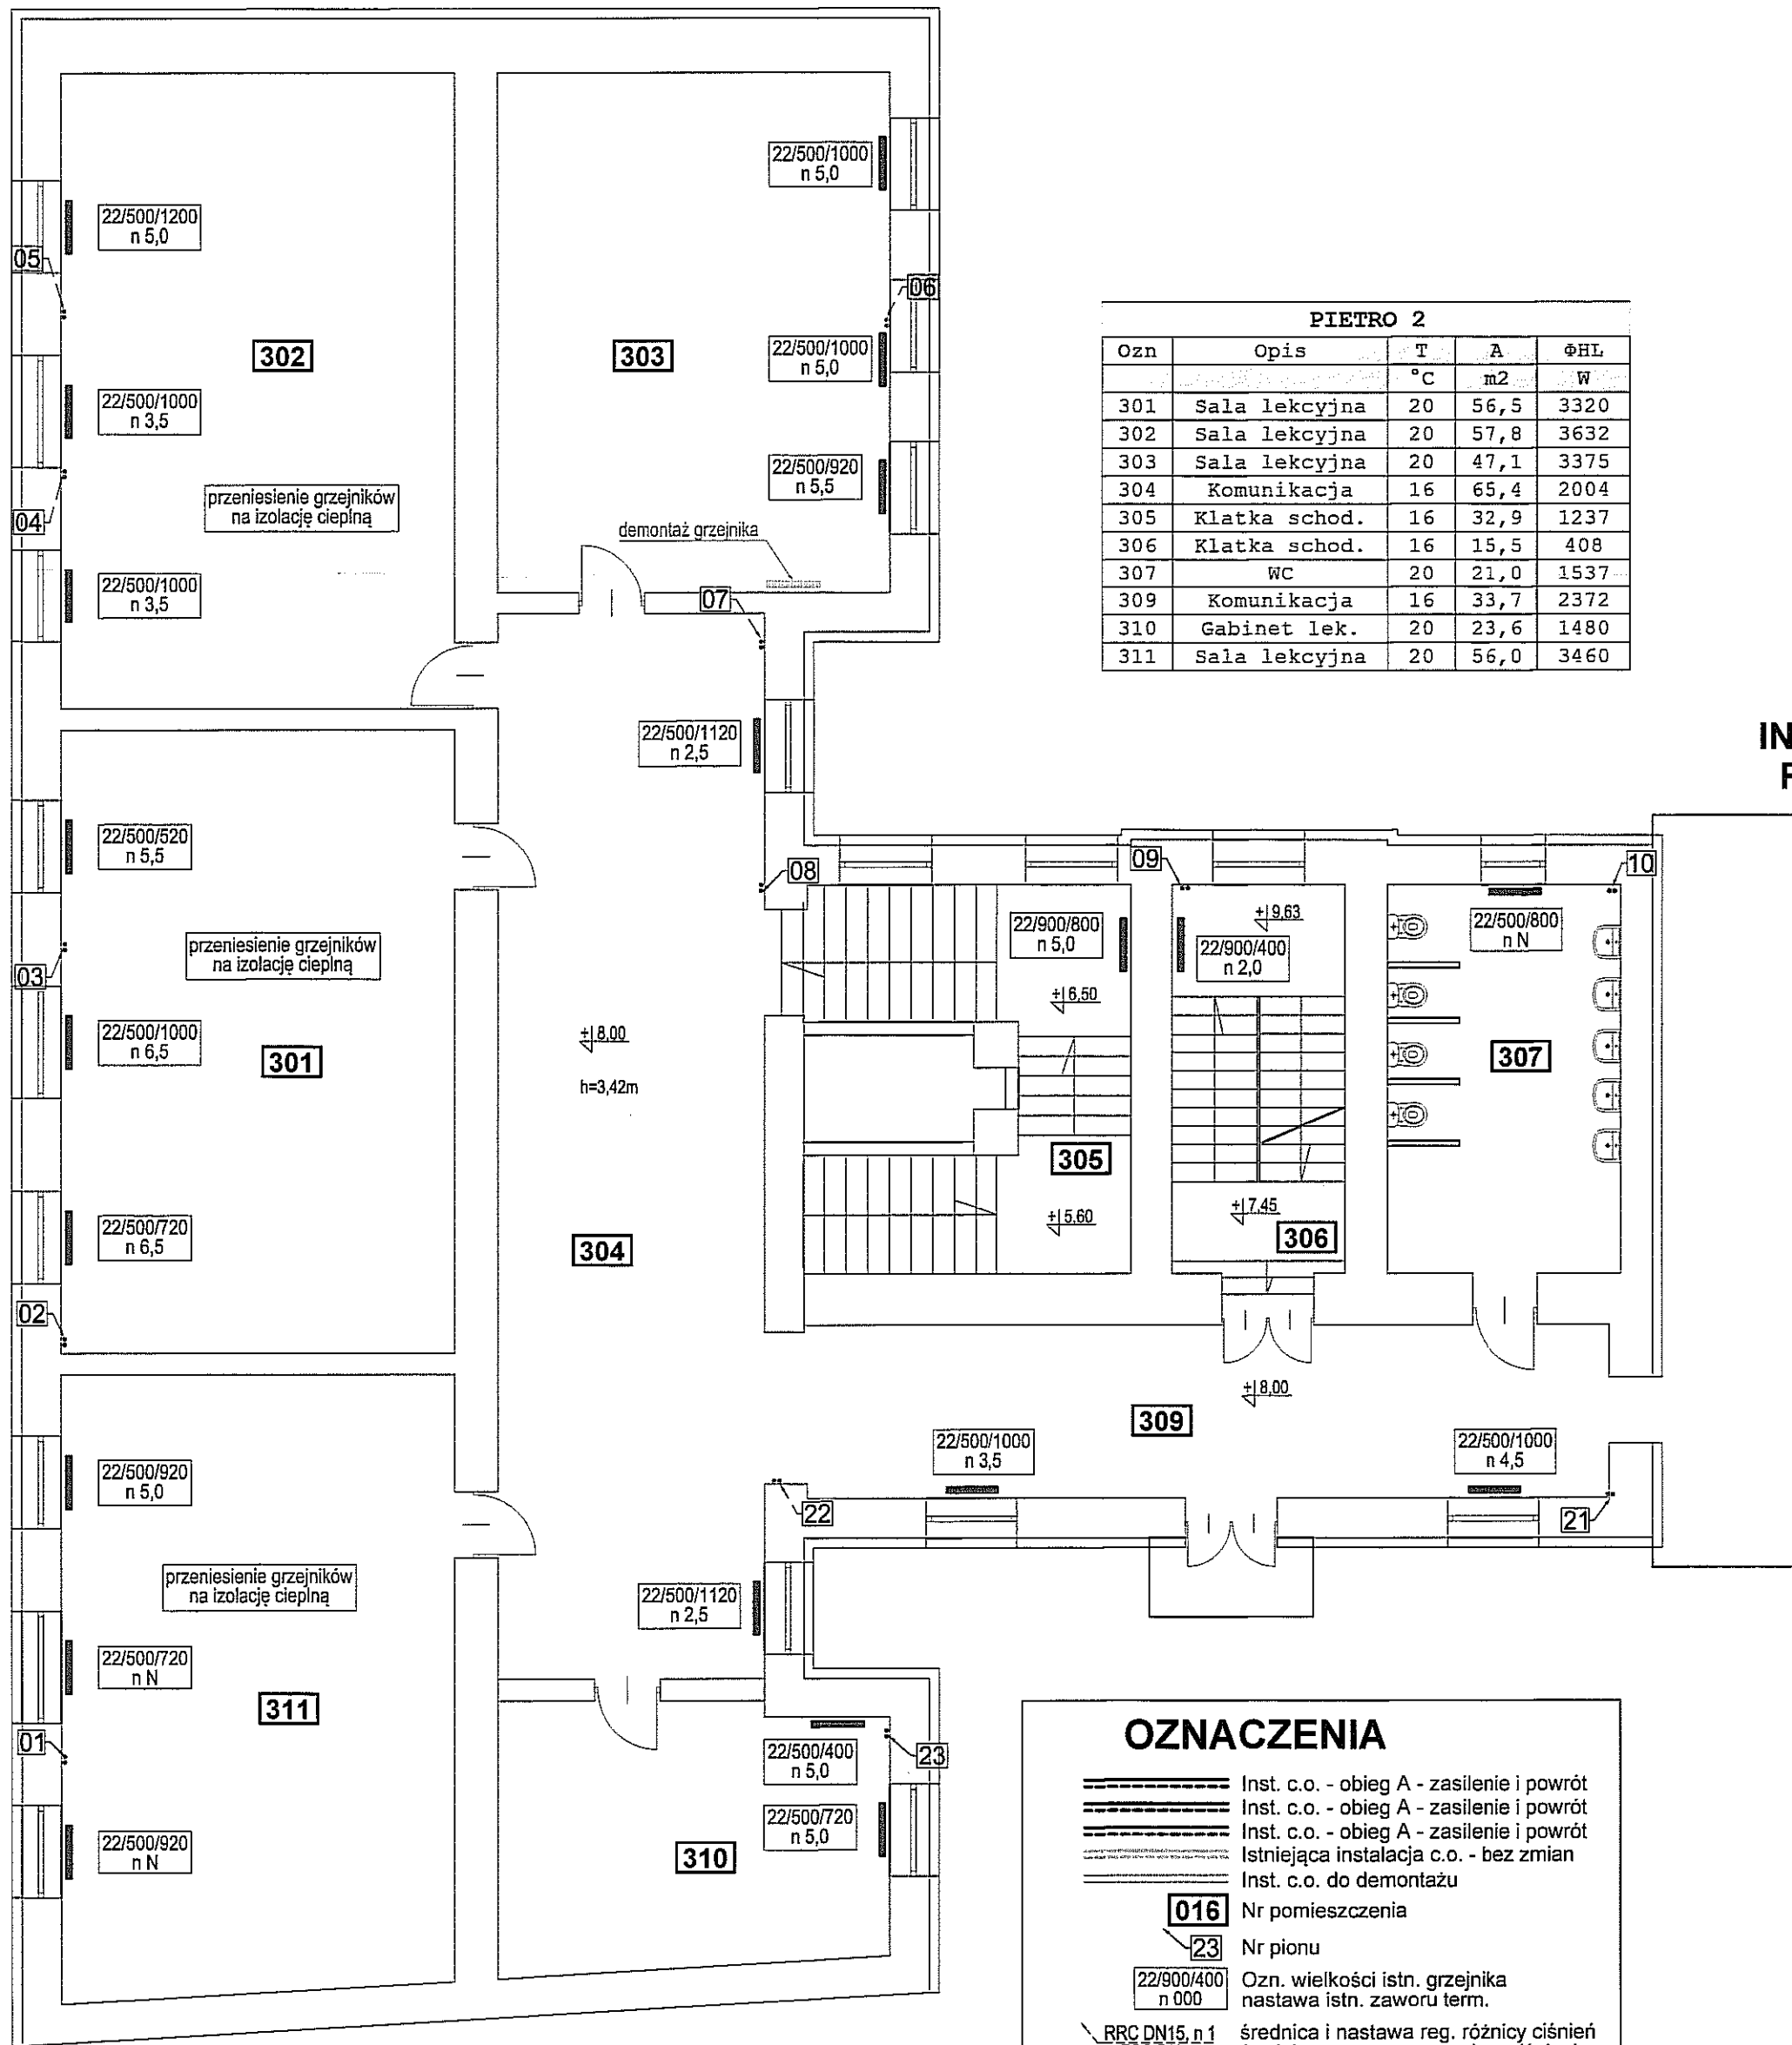 22/500/1000
n 5,0
22/500/1200
n 5,0
05
06
302
303
22/500/1000
n 5,0
22/500/1000
n 3,5
22/500/920
n 5,5
przeniesienie grzejników
na izolację cieplną
04
demontaż grzejnika
22/500/1000
n 3,5
07
PIETRO 2
Ozn Opis T A ΦHL
°C m2 W
301 Sala lekcyjna 20 56,5 3320
302 Sala lekcyjna 20 57,8 3632
303 Sala lekcyjna 20 47,1 3375
304 Komunikacja 16 65,4 2004
305 Klatka schod. 16 32,9 1237
306 Klatka schod. 16 15,5 408
307 WC 20 21,0 1537
309 Komunikacja 16 33,7 2372
310 Gabinet lek. 20 23,6 1480
311 Sala lekcyjna 20 56,0 3460
22/500/1120
n 2,5
IN
22/500/520
n 5,5
08
09
10
22/900/800
n 5,0
+9,63
22/900/400
n 2,0
22/500/800
n N
przeniesienie grzejników
na izolację cieplną
03
+6,50
22/500/1000
n 6,5
301
+8,00
h=3,42m
307
305
22/500/720
n 6,5
304
+5,60
+7,45
306
02
+8,00
309
22/500/920
n 5,0
22/500/1000
n 3,5
22/500/1000
n 4,5
22
21
przeniesienie grzejników
na izolację cieplną
22/500/1120
n 2,5
22/500/720
n N
311
01
22/500/400
n 5,0
23
22/500/920
n N
22/500/720
n 5,0
310
OZNACZENIA
Inst. c.o. - obieg A - zasilenie i powrót
Inst. c.o. - obieg A - zasilenie i powrót
Inst. c.o. - obieg A - zasilenie i powrót
Istniejąca instalacja c.o. - bez zmian
Inst. c.o. do demontażu
016 Nr pomieszczenia
23 Nr pionu
22/900/400 Ozn. wielkości istn. grzejnika
n 000 nastawa istn. zaworu term.
RRC DN15, n 1 średnica i nastawa reg. różnicy ciśnień